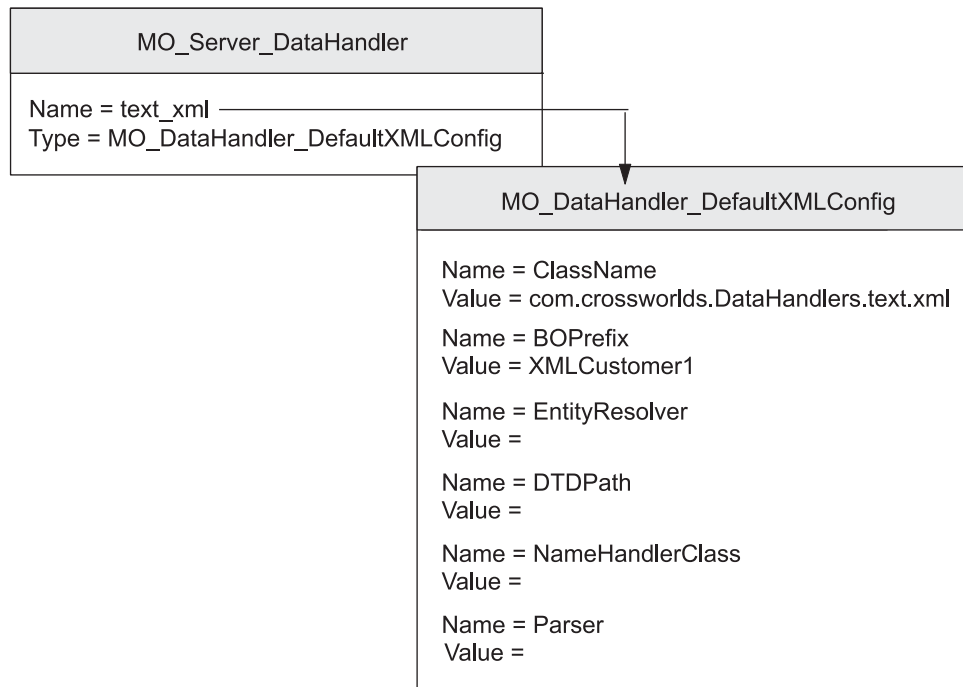 MO_Server_DataHandler
Name = text_xml
Type = MO_DataHandler_DefaultXMLConfig
MO_DataHandler_DefaultXMLConfig
Name = ClassName
Value = com.crossworlds.DataHandlers.text.xml
Name = BOPrefix
Value = XMLCustomer1
Name = EntityResolver
Value =
Name = DTDPath
Value =
Name = NameHandlerClass
Value =
Name = Parser
Value =